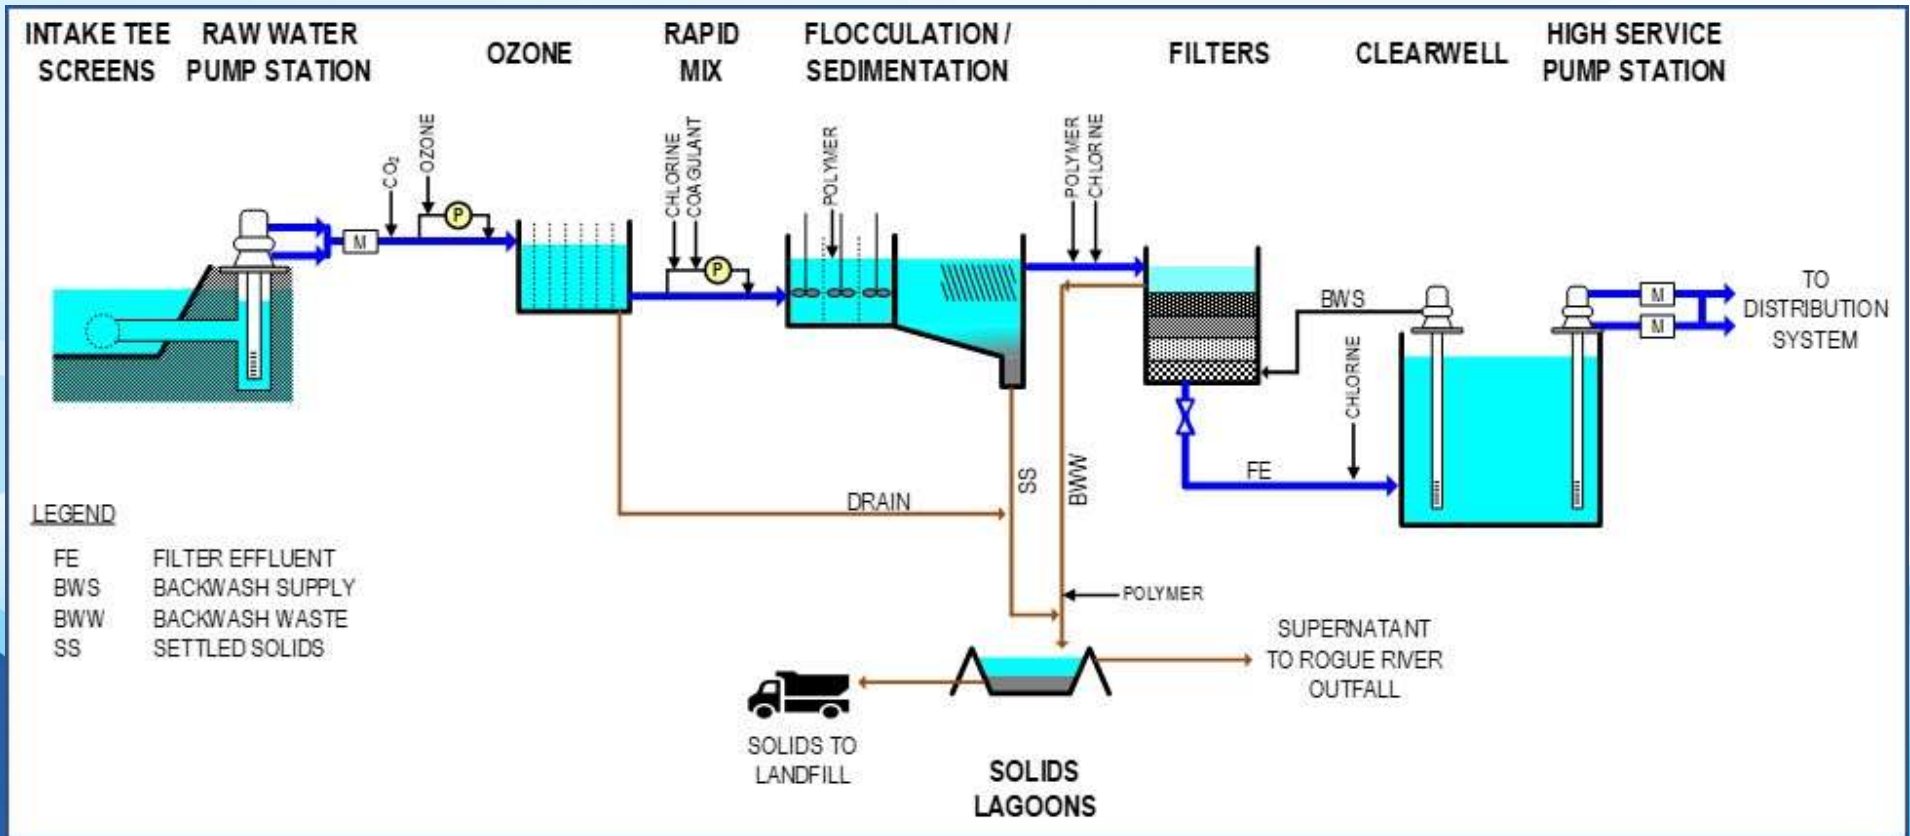 INTAKE TEE
SCREENS
RAW WATER
PUMP STATION
OZONE
RAPID
MIX
FLOCCULATION /
SEDIMENTATION
FILTERS
CLEARWELL
HIGH SERVICE
PUMP STATION
CO₂
OZONE
P
M
CHLORINE
COAGULANT
P
POLYMER
POLYMER
CHLORINE
BWS
CHLORINE
M
M
TO
DISTRIBUTION
SYSTEM
FE
SS
BWW
DRAIN
POLYMER
LEGEND
FE FILTER EFFLUENT
BWS BACKWASH SUPPLY
BWW BACKWASH WASTE
SS SETTLED SOLIDS
SUPERNATANT
TO ROGUE RIVER
OUTFALL
SOLIDS TO
LANDFILL
SOLIDS
LAGOONS